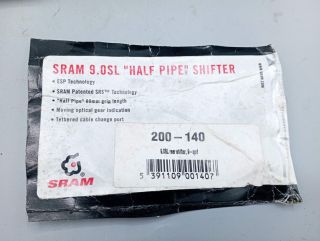 SRAM 9.0SL "HALF PIPE" SHIFTER
• ESP Technology
• SRAM Patented SRS™ Technology
• "Half Pipe" 90mm grip length
• Moving optical gear indication
• Tethered cable change port
200-140
5 391109 001407
SRAM